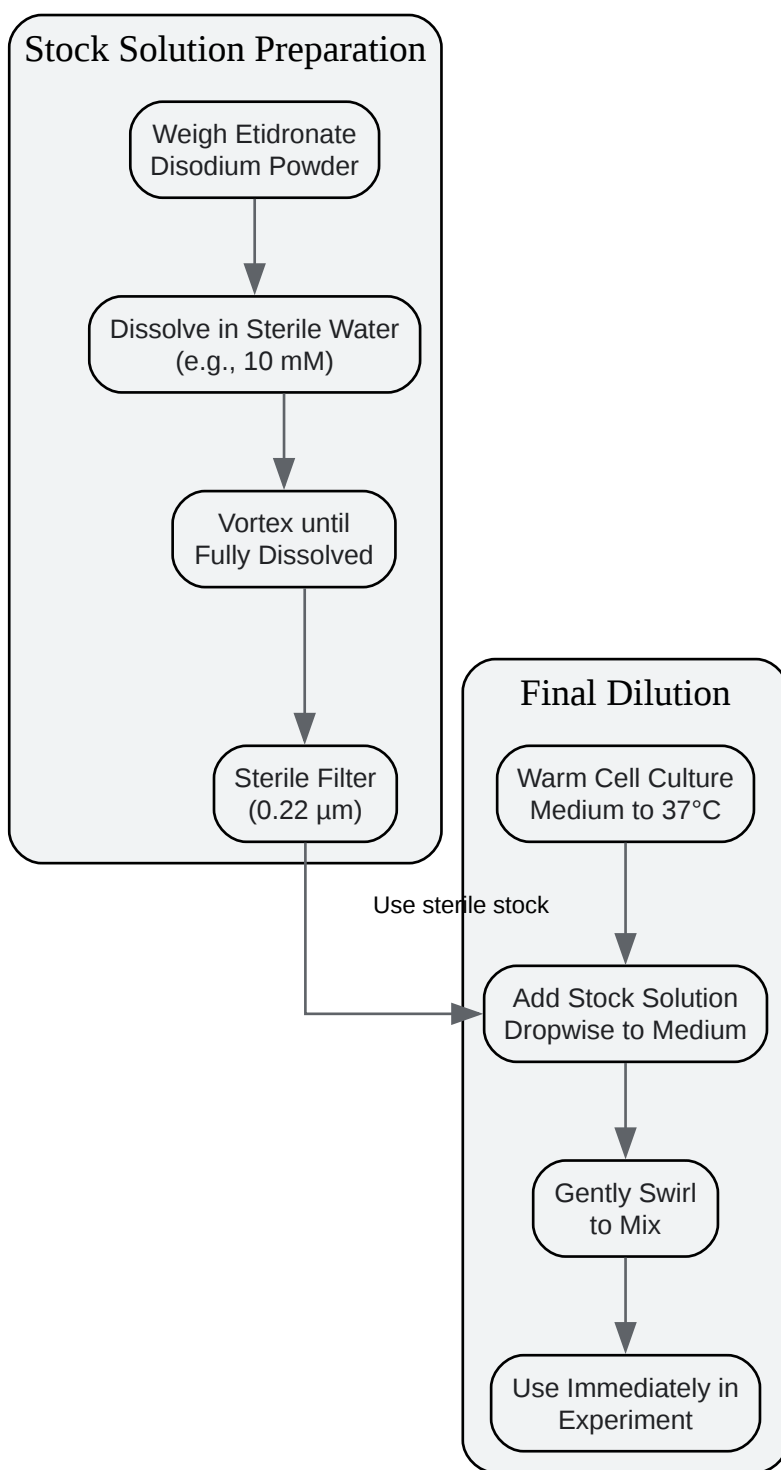 Stock Solution Preparation
Weigh Etidronate
Disodium Powder
Dissolve in Sterile Water
(e.g., 10 mM)
Vortex until
Fully Dissolved
Sterile Filter
(0.22 µm)
Use sterile stock
Final Dilution
Warm Cell Culture
Medium to 37°C
Add Stock Solution
Dropwise to Medium
Gently Swirl
to Mix
Use Immediately in
Experiment